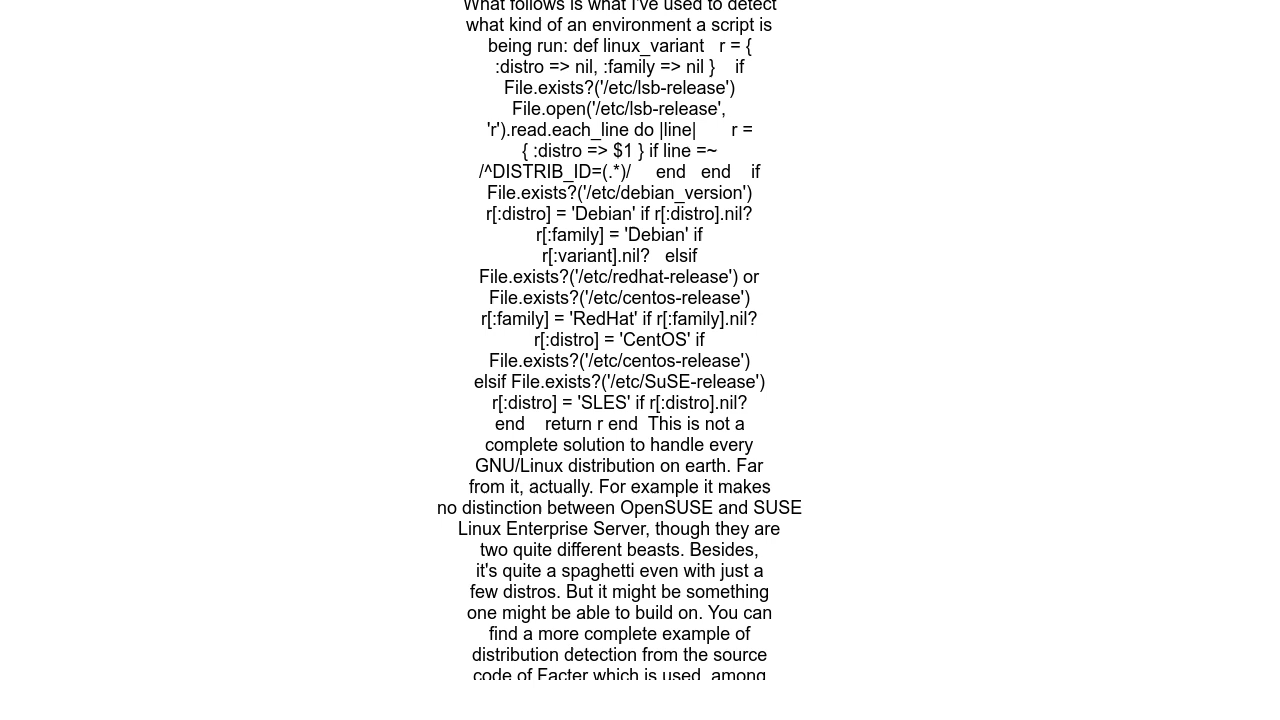 What follows is what I've used to detect
what kind of an environment a script is
being run: def linux_variant   r = {
:distro => nil, :family => nil }    if
File.exists?('/etc/lsb-release')
File.open('/etc/lsb-release',
'r').read.each_line do |line|       r =
{ :distro => $1 } if line =~
/^DISTRIB_ID=(.*)/     end   end    if
File.exists?('/etc/debian_version')
r[:distro] = 'Debian' if r[:distro].nil?
r[:family] = 'Debian' if
r[:variant].nil?   elsif
File.exists?('/etc/redhat-release') or
File.exists?('/etc/centos-release')
r[:family] = 'RedHat' if r[:family].nil?
r[:distro] = 'CentOS' if
File.exists?('/etc/centos-release')
elsif File.exists?('/etc/SuSE-release')
r[:distro] = 'SLES' if r[:distro].nil?
end    return r end  This is not a
complete solution to handle every
GNU/Linux distribution on earth. Far
from it, actually. For example it makes
no distinction between OpenSUSE and SUSE
Linux Enterprise Server, though they are
two quite different beasts. Besides,
it's quite a spaghetti even with just a
few distros. But it might be something
one might be able to build on. You can
find a more complete example of
distribution detection from the source
code of Facter which is used, among